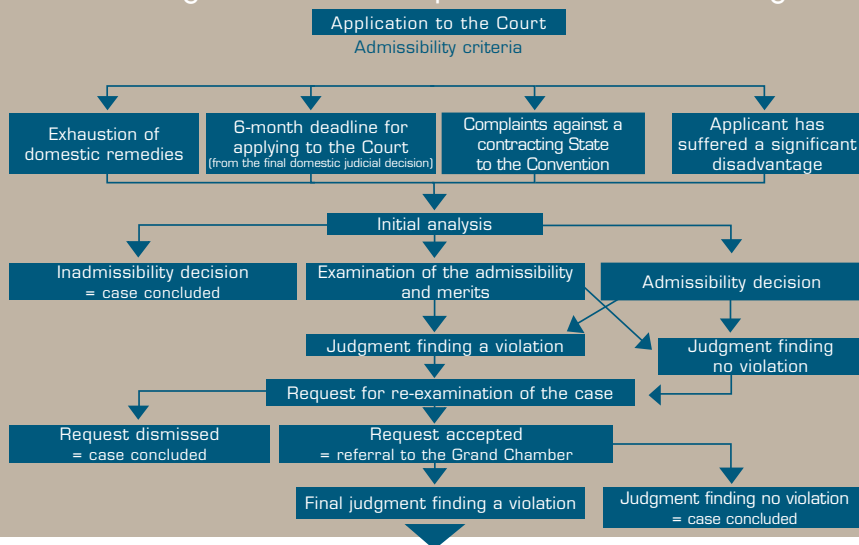 Application to the Court
Admissibility criteria
Exhaustion of
domestic remedies
6-month deadline for
applying to the Court
(from the final domestic judicial decision)
Complaints against a
contracting State
to the Convention
Applicant has
suffered a significant
disadvantage
Initial analysis
Inadmissibility decision
= case concluded
Examination of the admissibility
and merits
Admissibility decision
Judgment finding a violation
Judgment finding
no violation
Request for re-examination of the case
Request dismissed
= case concluded
Request accepted
= referral to the Grand Chamber
Final judgment finding a violation
Judgment finding no violation
= case concluded